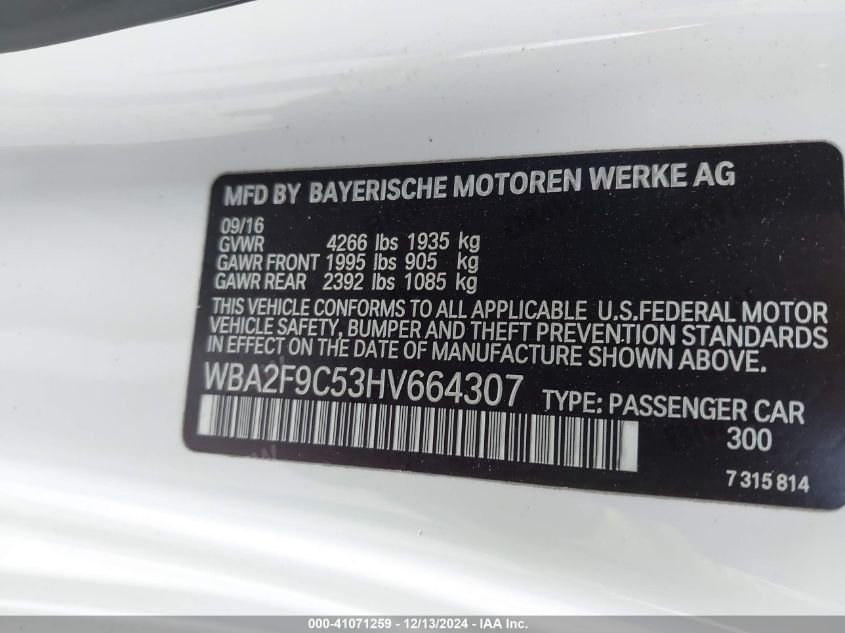 MFD BY BAYERISCHE MOTOREN WERKE AG
09/16
GVWR 4266 lbs 1935 kg
GAWR FRONT 1995 lbs 905 kg
GAWR REAR 2392 lbs 1085 kg
THIS VEHICLE CONFORMS TO ALL APPLICABLE U.S.FEDERAL MOTOR
VEHICLE SAFETY, BUMPER AND THEFT PREVENTION STANDARDS
IN EFFECT ON THE DATE OF MANUFACTURE SHOWN ABOVE.
WBA2F9C53HV664307 TYPE: PASSENGER CAR
300
7 315 814
000-41071259 - 12/13/2024 - IAA Inc.